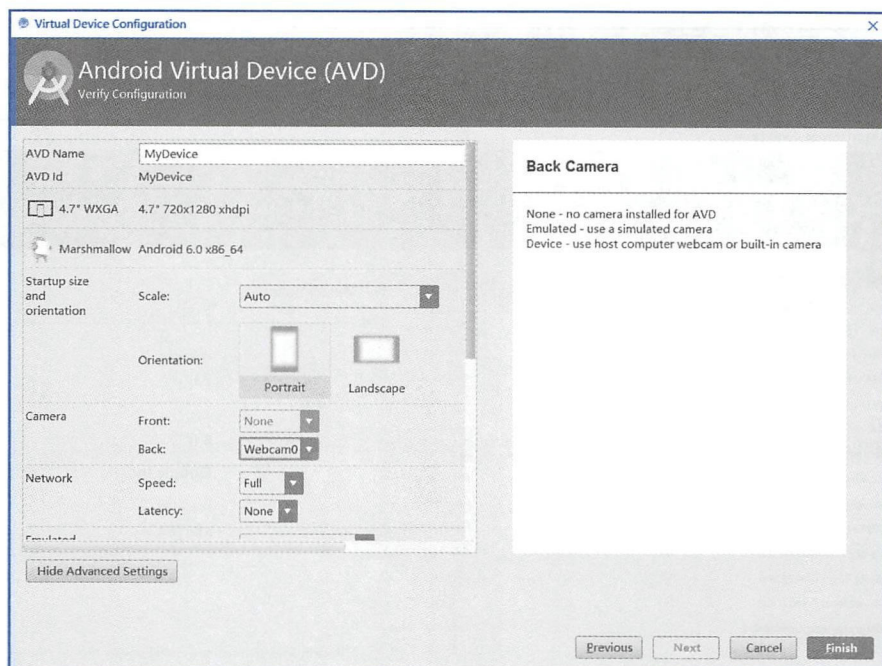 Virtual Device Configuration
Android Virtual Device (AVD)
Verify Configuration
AVD Name MyDevice
AVD Id MyDevice
4.7" WXGA 4.7" 720x1280 xhdpi
Marshmallow Android 6.0 x86_64
Startup size
and
orientation
Scale: Auto
Orientation:
Portrait Landscape
Camera Front: None
Back: Webcam0
Network Speed: Full
Latency: None
Emulated
Hide Advanced Settings
Back Camera
None - no camera installed for AVD
Emulated - use a simulated camera
Device - use host computer webcam or built-in camera
Previous Next Cancel Finish